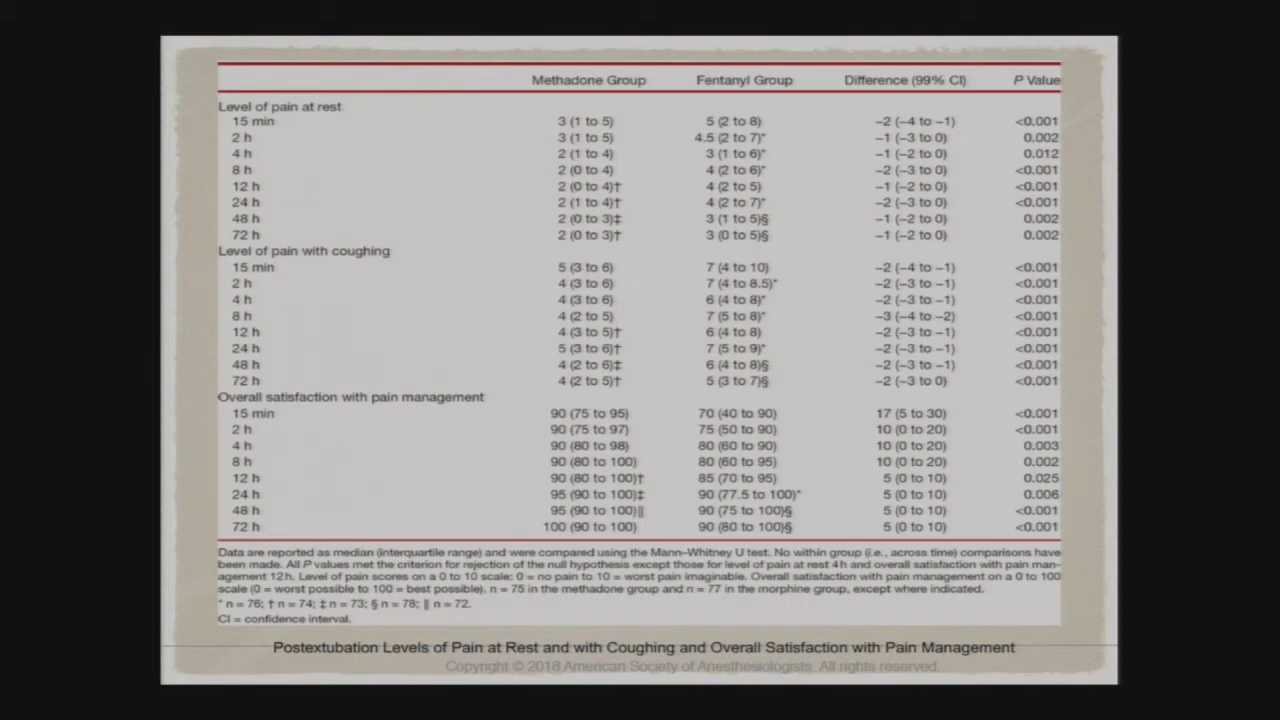 Methadone Group Fentanyl Group Difference (99% CI) P Value
Level of pain at rest
15 min 3 (1 to 5) 5 (2 to 8) −2 (−4 to −1) <0.001
2 h 3 (1 to 5) 4.5 (2 to 7)* −1 (−3 to 0) 0.002
4 h 2 (1 to 4) 3 (1 to 6)* −1 (−2 to 0) 0.012
8 h 2 (0 to 4) 4 (2 to 6)* −2 (−3 to 0) <0.001
12 h 2 (0 to 4)† 4 (2 to 5) −1 (−2 to 0) <0.001
24 h 2 (1 to 4)† 4 (2 to 7)* −2 (−3 to 0) <0.001
48 h 2 (0 to 3)‡ 3 (1 to 5)§ −1 (−2 to 0) 0.002
72 h 2 (0 to 3)† 3 (0 to 5)§ −1 (−2 to 0) 0.002
Level of pain with coughing
15 min 5 (3 to 6) 7 (4 to 10) −2 (−4 to −1) <0.001
2 h 4 (3 to 6) 7 (4 to 8.5)* −2 (−3 to −1) <0.001
4 h 4 (3 to 6) 6 (4 to 8)* −2 (−3 to −1) <0.001
8 h 4 (2 to 5) 7 (5 to 8)* −3 (−4 to −2) <0.001
12 h 4 (3 to 5)† 6 (4 to 8) −2 (−3 to −1) <0.001
24 h 5 (3 to 6)† 7 (5 to 9)* −2 (−3 to −1) <0.001
48 h 4 (2 to 6)‡ 6 (4 to 8)§ −2 (−3 to −1) <0.001
72 h 4 (2 to 5)† 5 (3 to 7)§ −2 (−3 to 0) <0.001
Overall satisfaction with pain management
15 min 90 (75 to 95) 70 (40 to 90) 17 (5 to 30) <0.001
2 h 90 (75 to 97) 75 (50 to 90) 10 (0 to 20) <0.001
4 h 90 (80 to 98) 80 (60 to 90) 10 (0 to 20) 0.003
8 h 90 (80 to 100) 80 (60 to 95) 10 (0 to 20) 0.002
12 h 90 (80 to 100)† 85 (70 to 95) 5 (0 to 10) 0.025
24 h 95 (90 to 100)‡ 90 (77.5 to 100)* 5 (0 to 10) 0.006
48 h 95 (90 to 100)‖ 90 (75 to 100)§ 5 (0 to 10) <0.001
72 h 100 (90 to 100) 90 (80 to 100)§ 5 (0 to 10) <0.001
Data are reported as median (interquartile range) and were compared using the Mann–Whitney U test. No within group (i.e., across time) comparisons have
been made. All P values met the criterion for rejection of the null hypothesis except those for level of pain at rest 4 h and overall satisfaction with pain man-
agement 12 h. Level of pain scores on a 0 to 10 scale: 0 = no pain to 10 = worst pain imaginable. Overall satisfaction with pain management on a 0 to 100
scale (0 = worst possible to 100 = best possible). n = 75 in the methadone group and n = 77 in the morphine group, except where indicated.
* n = 76; † n = 74; ‡ n = 73; § n = 78; ‖ n = 72.
CI = confidence interval.
Postextubation Levels of Pain at Rest and with Coughing and Overall Satisfaction with Pain Management
Copyright © 2018 American Society of Anesthesiologists. All rights reserved.